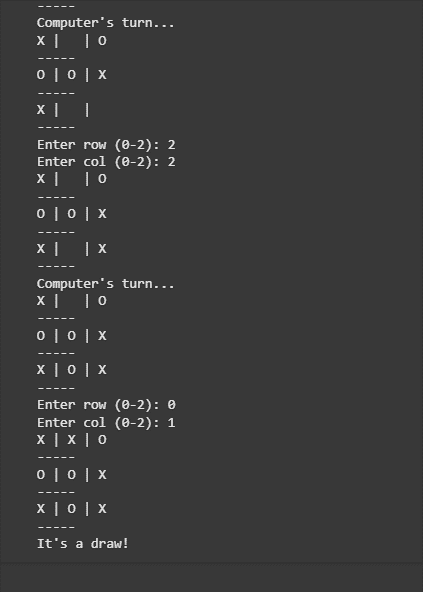 -----
Computer's turn...
X |   | O
-----
O | O | X
-----
X |   |
-----
Enter row (0-2): 2
Enter col (0-2): 2
X |   | O
-----
O | O | X
-----
X |   | X
-----
Computer's turn...
X |   | O
-----
O | O | X
-----
X | O | X
-----
Enter row (0-2): 0
Enter col (0-2): 1
X | X | O
-----
O | O | X
-----
X | O | X
-----
It's a draw!